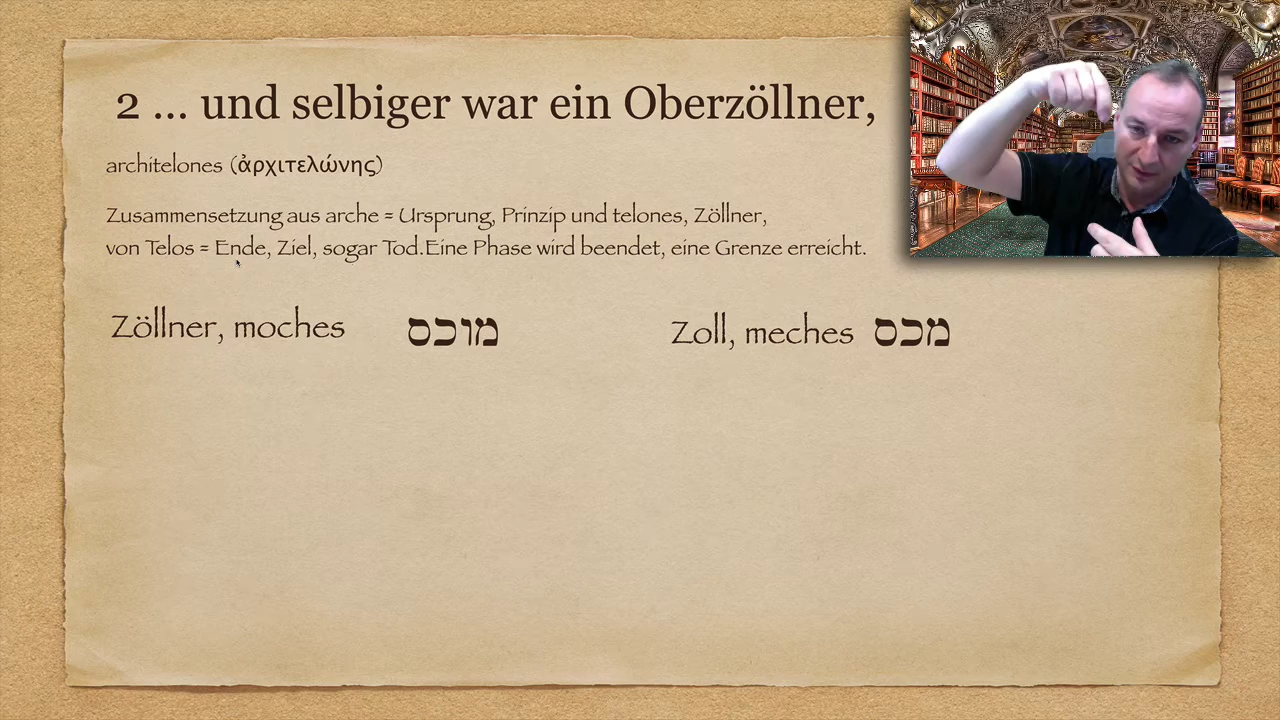 2 ... und selbiger war ein Oberzöllner,
architelones (ἀρχιτελώνης)
Zusammensetzung aus arche = Ursprung, Prinzip und telones, Zöllner,
von Telos = Ende, Ziel, sogar Tod.Eine Phase wird beendet, eine Grenze erreicht.
Zöllner, moches מוכס Zoll, meches מכס